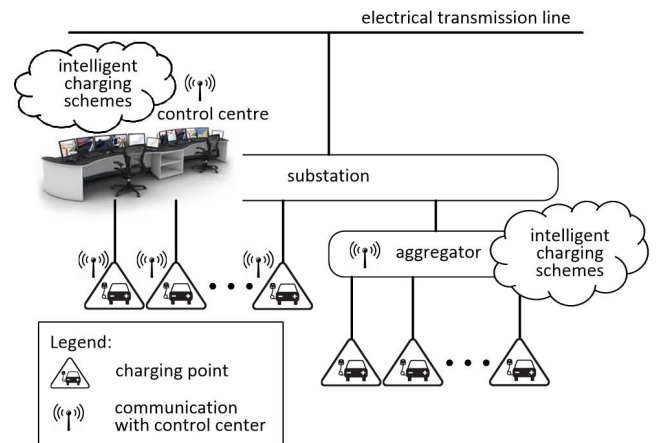 electrical transmission line
intelligent
charging
schemes
control centre
substation
aggregator
intelligent
charging
schemes
Legend:
charging point
communication
with control center